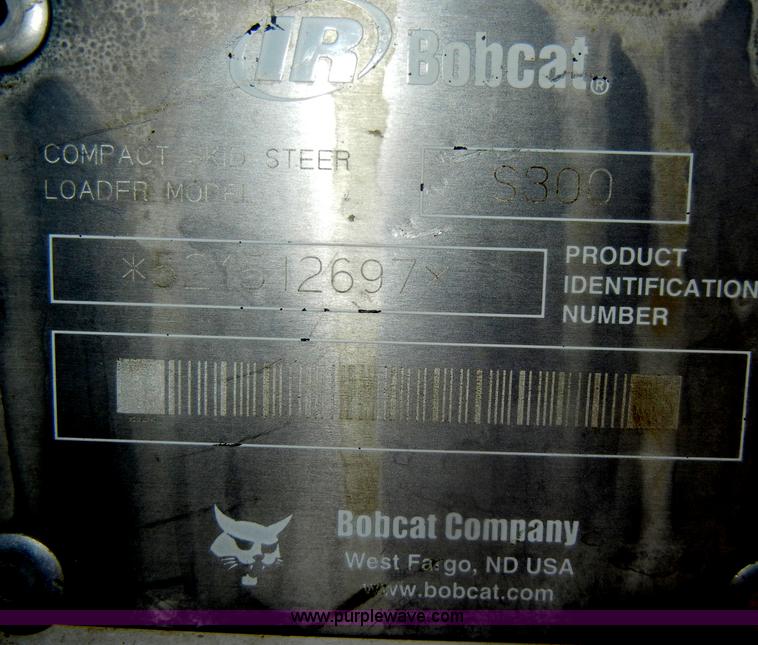 IR Bobcat®
COMPACT SKID STEER
LOADER MODEL
S300
*521512697*
PRODUCT
IDENTIFICATION
NUMBER
Bobcat Company
West Fargo, ND USA
www.bobcat.com
www.purplewave.com